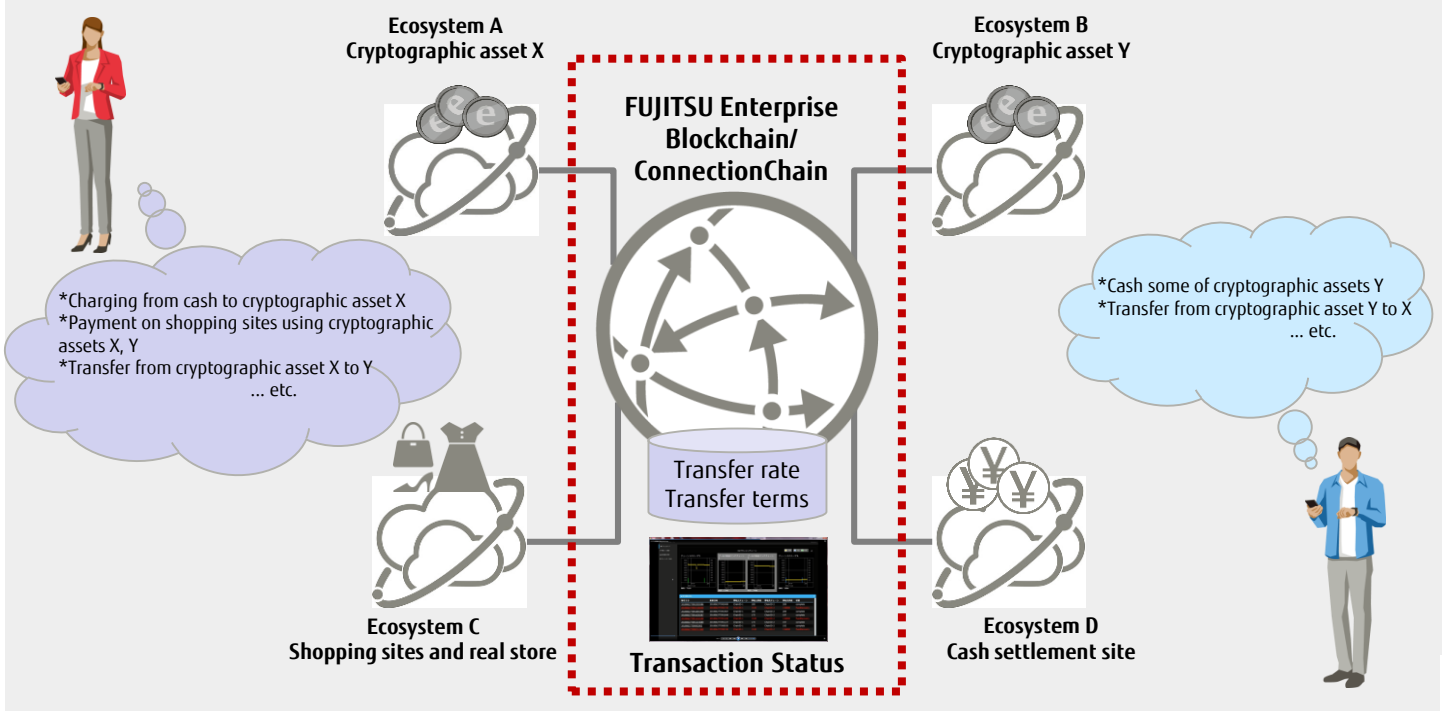 Ecosystem A
Cryptographic asset X
Ecosystem B
Cryptographic asset Y
FUJITSU Enterprise
Blockchain/
ConnectionChain
*Charging from cash to cryptographic asset X
*Payment on shopping sites using cryptographic
assets X, Y
*Transfer from cryptographic asset X to Y
... etc.
*Cash some of cryptographic assets Y
*Transfer from cryptographic asset Y to X
... etc.
e e e
e e e
¥ ¥ ¥
Transfer rate
Transfer terms
Ecosystem C
Shopping sites and real store
Transaction Status
Ecosystem D
Cash settlement site